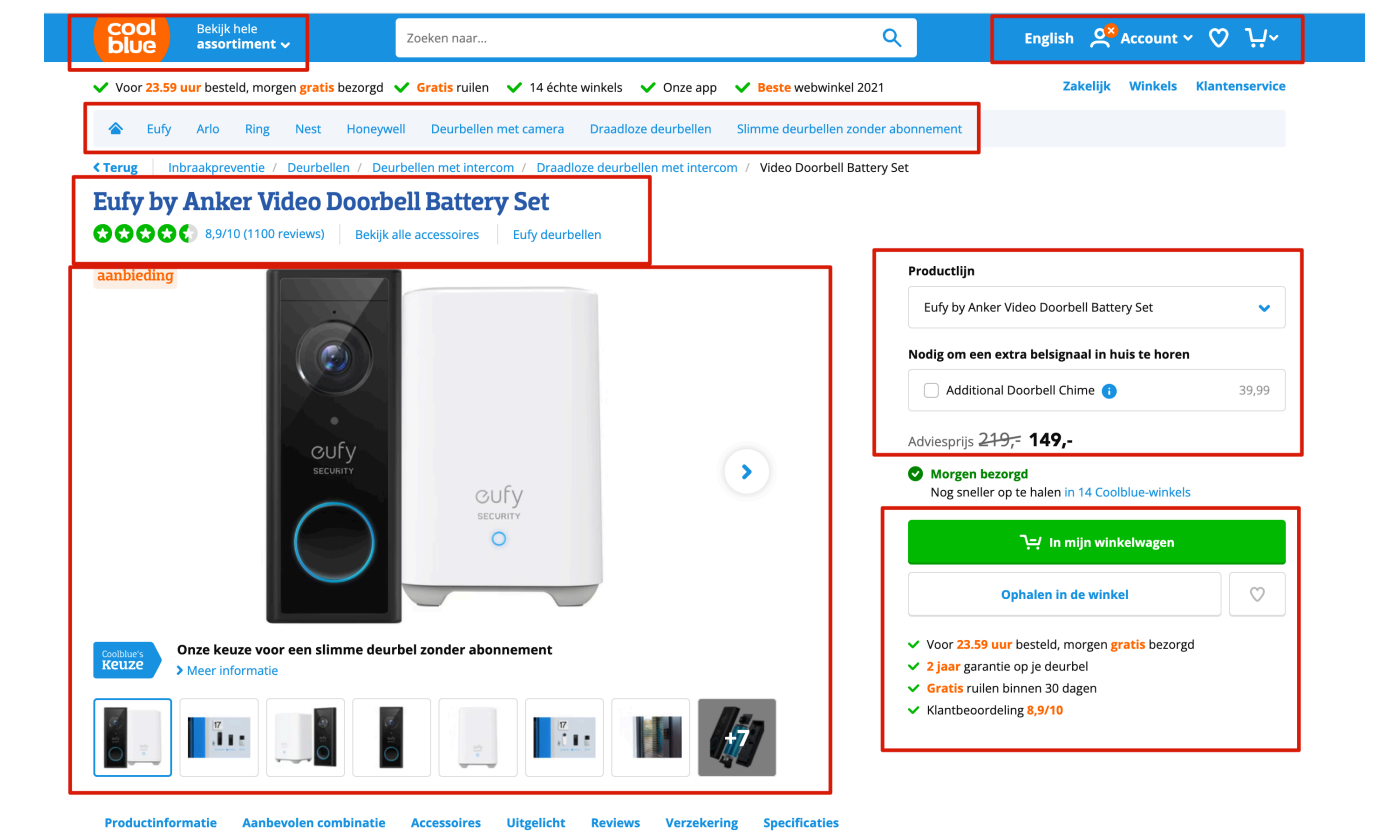 cool
blue
Bekijk hele
assortiment
Zoeken naar...
English
Account
Voor 23.59 uur besteld, morgen gratis bezorgd
Gratis ruilen
14 échte winkels
Onze app
Beste webwinkel 2021
Zakelijk
Winkels
Klantenservice
Eufy
Arlo
Ring
Nest
Honeywell
Deurbellen met camera
Draadloze deurbellen
Slimme deurbellen zonder abonnement
Terug
Inbraakpreventie / Deurbellen / Deurbellen met intercom / Draadloze deurbellen met intercom / Video Doorbell Battery Set
Eufy by Anker Video Doorbell Battery Set
8,9/10 (1100 reviews)
Bekijk alle accessoires
Eufy deurbellen
aanbieding
eufy
SECURITY
eufy
SECURITY
Coolblue's
Keuze
Onze keuze voor een slimme deurbel zonder abonnement
Meer informatie
17
17
+7
Productlijn
Eufy by Anker Video Doorbell Battery Set
Nodig om een extra belsignaal in huis te horen
Additional Doorbell Chime
39,99
Adviesprijs 219,- 149,-
Morgen bezorgd
Nog sneller op te halen in 14 Coolblue-winkels
In mijn winkelwagen
Ophalen in de winkel
Voor 23.59 uur besteld, morgen gratis bezorgd
2 jaar garantie op je deurbel
Gratis ruilen binnen 30 dagen
Klantbeoordeling 8,9/10
Productinformatie
Aanbevolen combinatie
Accessoires
Uitgelicht
Reviews
Verzekering
Specificaties